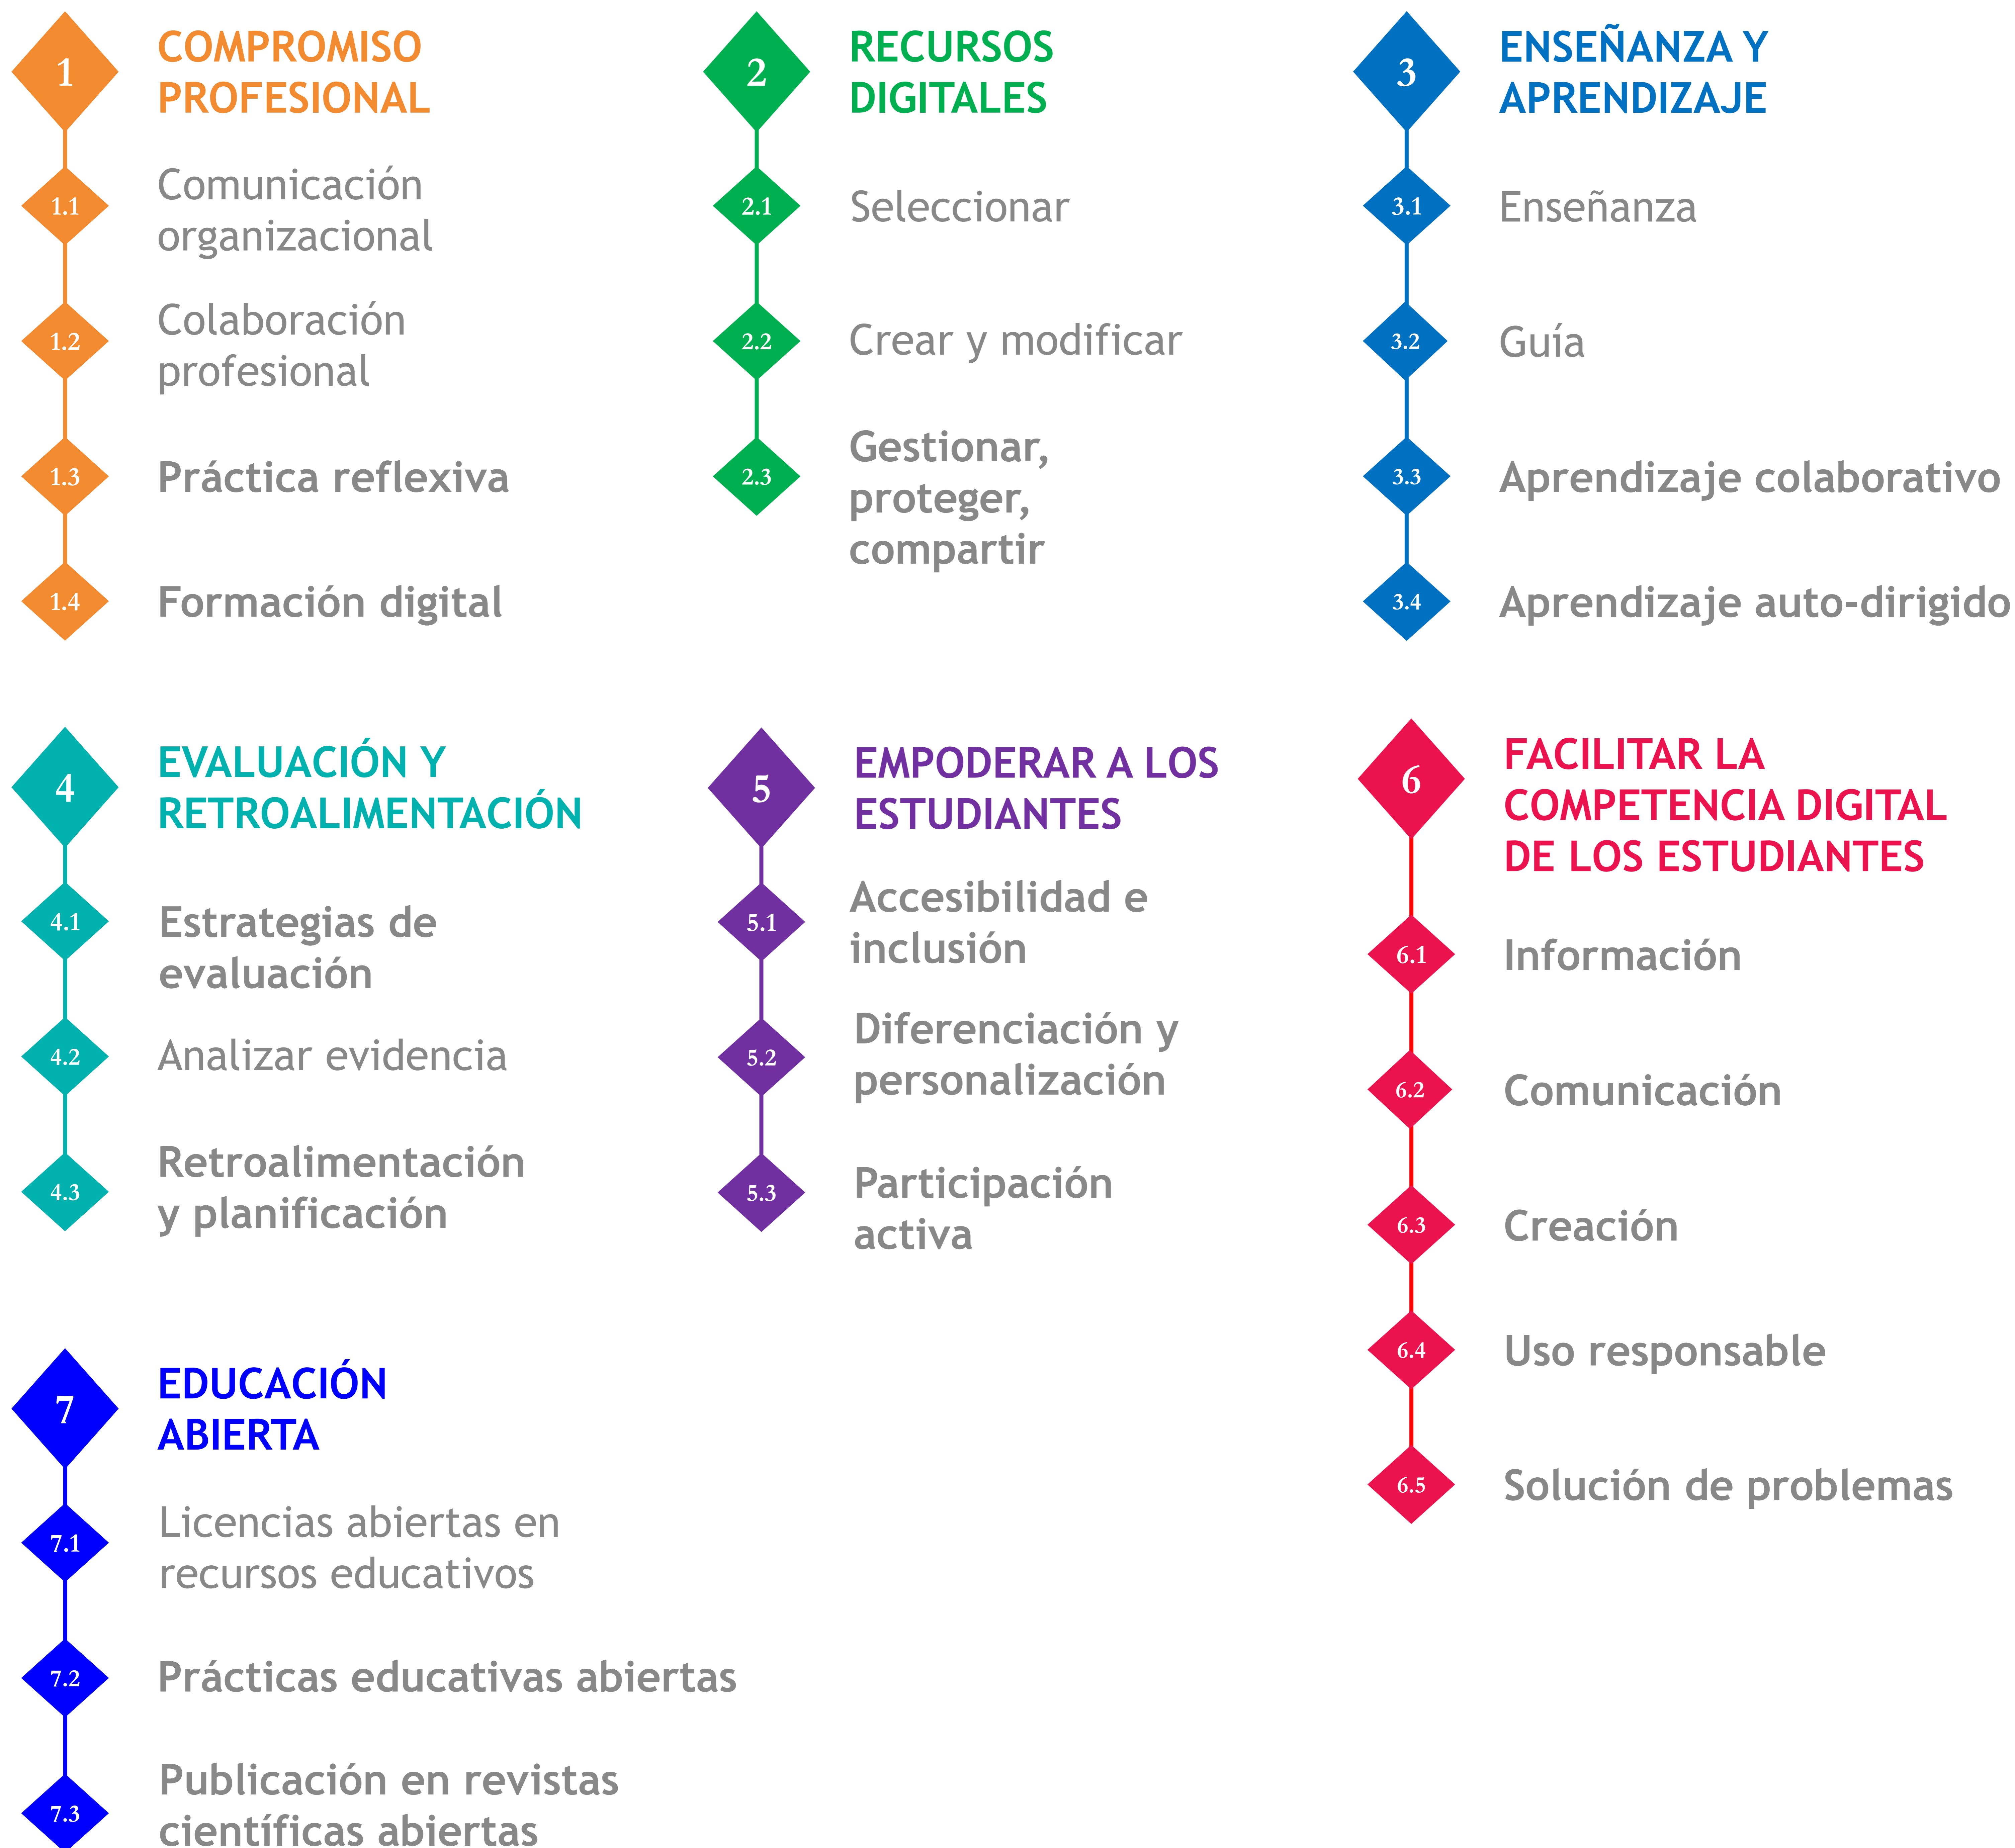 1
COMPROMISO
PROFESIONAL
1.1
Comunicación
organizacional
1.2
Colaboración
profesional
1.3
Práctica reflexiva
1.4
Formación digital
2
RECURSOS
DIGITALES
2.1
Seleccionar
2.2
Crear y modificar
2.3
Gestionar,
proteger,
compartir
3
ENSEÑANZA Y
APRENDIZAJE
3.1
Enseñanza
3.2
Guía
3.3
Aprendizaje colaborativo
3.4
Aprendizaje auto-dirigido
4
EVALUACIÓN Y
RETROALIMENTACIÓN
4.1
Estrategias de
evaluación
4.2
Analizar evidencia
4.3
Retroalimentación
y planificación
5
EMPODERAR A LOS
ESTUDIANTES
5.1
Accesibilidad e
inclusión
5.2
Diferenciación y
personalización
5.3
Participación
activa
6
FACILITAR LA
COMPETENCIA DIGITAL
DE LOS ESTUDIANTES
6.1
Información
6.2
Comunicación
6.3
Creación
6.4
Uso responsable
6.5
Solución de problemas
7
EDUCACIÓN
ABIERTA
7.1
Licencias abiertas en
recursos educativos
7.2
Prácticas educativas abiertas
7.3
Publicación en revistas
científicas abiertas